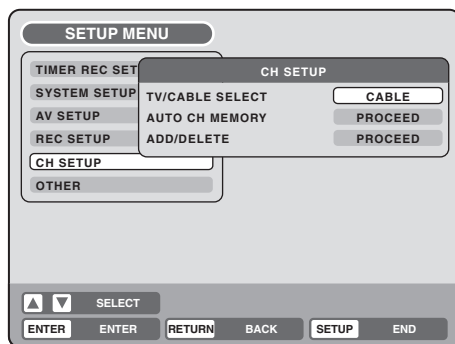 SETUP MENU
TIMER REC SET
CH SETUP
SYSTEM SETUP
TV/CABLE SELECT CABLE
AV SETUP
AUTO CH MEMORY PROCEED
REC SETUP
ADD/DELETE PROCEED
CH SETUP
OTHER
SELECT
ENTER ENTER RETURN BACK SETUP END